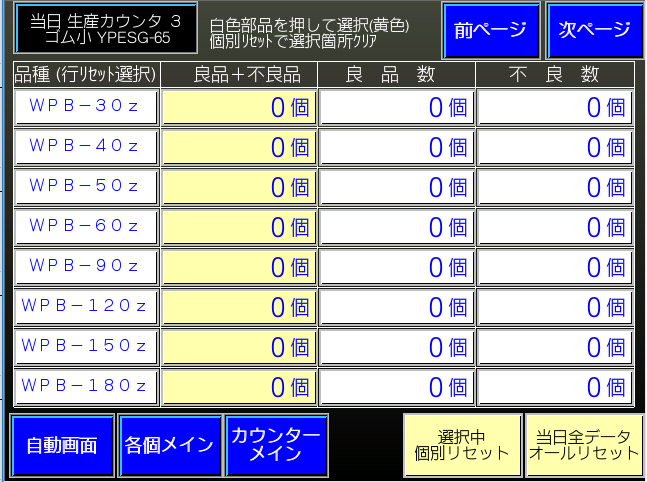 当日 生産カウンタ 3
ゴム小 YPESG-65
白色部品を押して選択(黄色)
個別ﾘｾｯﾄで選択箇所ｸﾘｱ
前ページ
次ページ
品種 (行ﾘｾｯﾄ選択) 良品＋不良品 良 品 数 不 良 数
ＷＰＢ－３０ｚ 0個 0個 0個
ＷＰＢ－４０ｚ 0個 0個 0個
ＷＰＢ－５０ｚ 0個 0個 0個
ＷＰＢ－６０ｚ 0個 0個 0個
ＷＰＢ－９０ｚ 0個 0個 0個
ＷＰＢ－１２０ｚ 0個 0個 0個
ＷＰＢ－１５０ｚ 0個 0個 0個
ＷＰＢ－１８０ｚ 0個 0個 0個
自動画面
各個メイン
カウンター
メイン
選択中
個別リセット
当日全データ
オールリセット